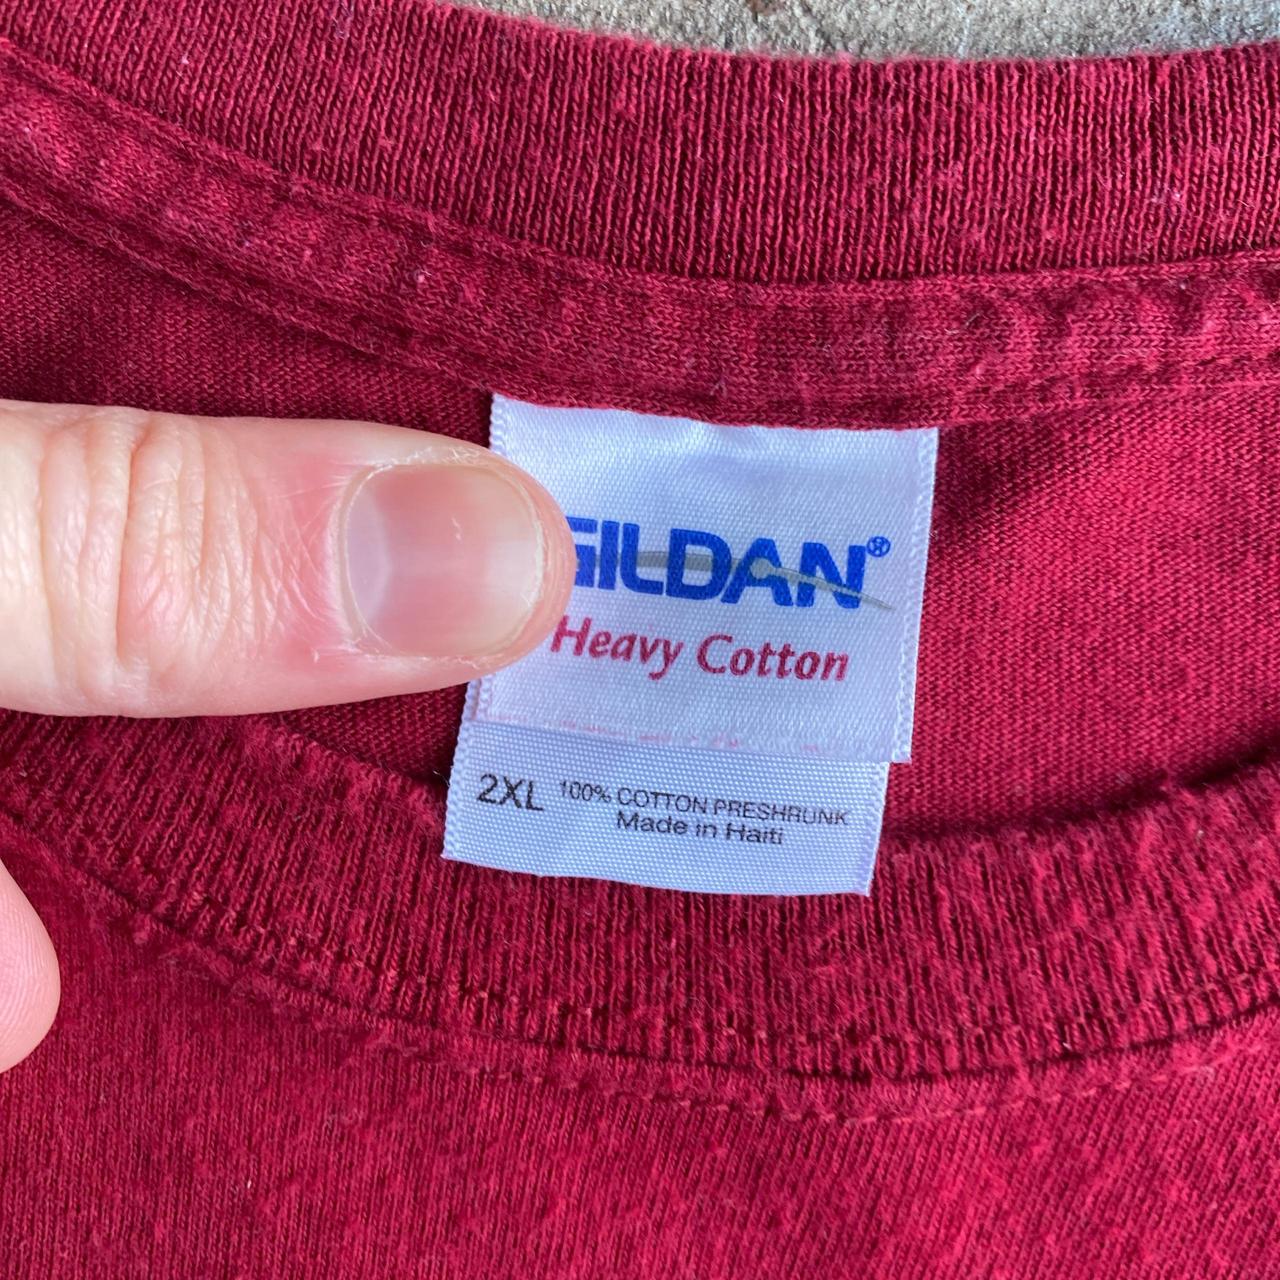 GILDAN®
Heavy Cotton
2XL 100% COTTON PRESHRUNK
Made in Haiti